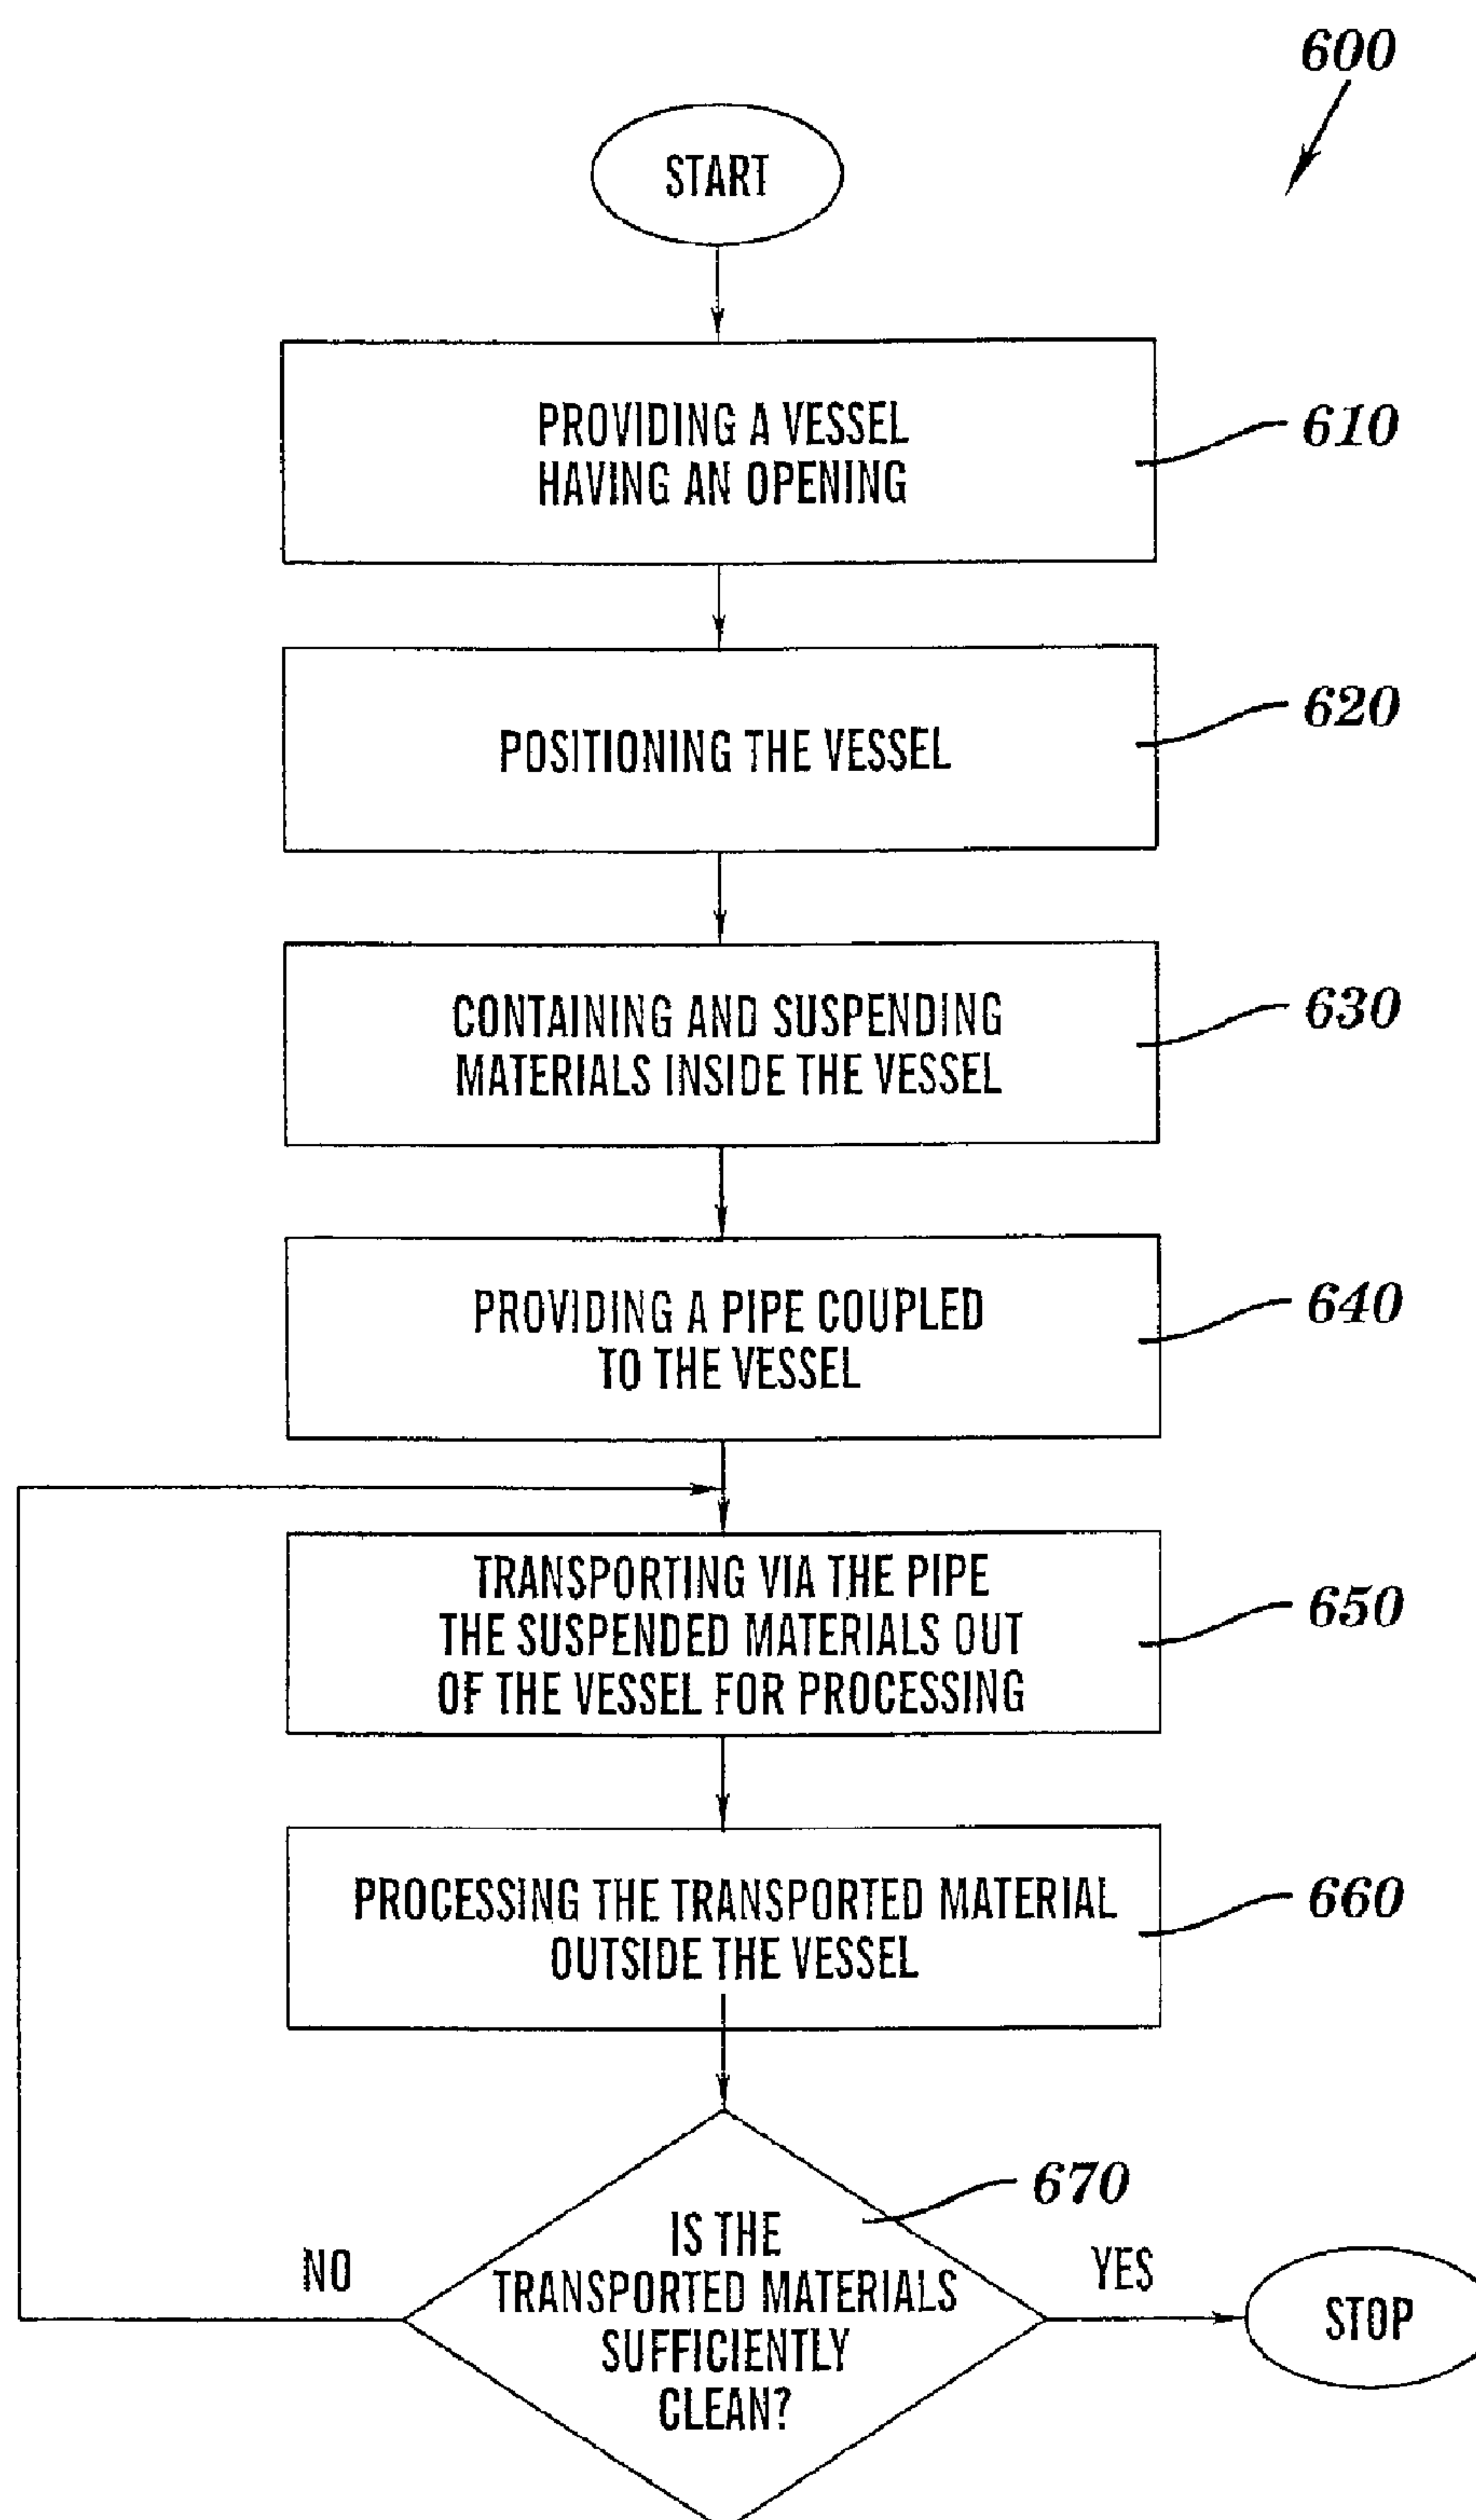 600
START
PROVIDING A VESSEL
HAVING AN OPENING
610
POSITIONING THE VESSEL
620
CONTAINING AND SUSPENDING
MATERIALS INSIDE THE VESSEL
630
PROVIDING A PIPE COUPLED
TO THE VESSEL
640
TRANSPORTING VIA THE PIPE
THE SUSPENDED MATERIALS OUT
OF THE VESSEL FOR PROCESSING
650
PROCESSING THE TRANSPORTED MATERIAL
OUTSIDE THE VESSEL
660
670
IS THE
TRANSPORTED MATERIALS
SUFFICIENTLY
CLEAN?
NO
YES
STOP